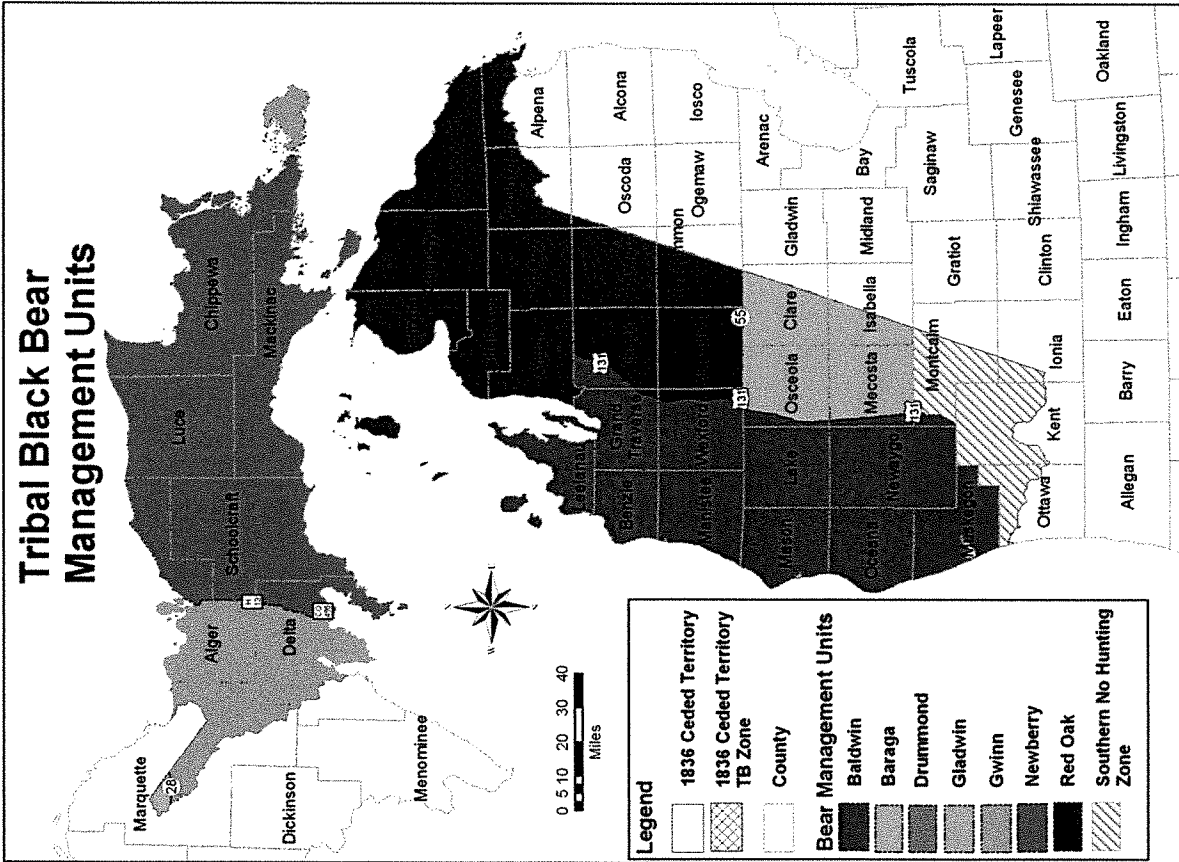 Tribal Black Bear
Management Units
Chippewa
Luce
Mackinac
Schoolcraft
H
13
Alger
Delta
Marquette
28
Dickinson
Menominee
0 5 10 20 30 40
Miles
Alpena
Alcona
Oscoda
Iosco
Ogemaw
mmon
Arenac
Gladwin
Bay
Midland
Tuscola
Saginaw
Lapeer
Genesee
Shiawassee
Oakland
Livingston
Ingham
Clinton
Gratiot
Eaton
Barry
Ionia
Montcalm
Isabella
Clare
Osceola
Mecosta
131
131
55
131
Leelanau
Grand
Traverse
Benzie
Manistee
Wexford
Mason
Lake
Oceana
Newaygo
Muskegon
Kent
Ottawa
Allegan
Legend
1836 Ceded Territory
1836 Ceded Territory
TB Zone
County
Bear Management Units
Baldwin
Baraga
Drummond
Gladwin
Gwinn
Newberry
Red Oak
Southern No Hunting
Zone